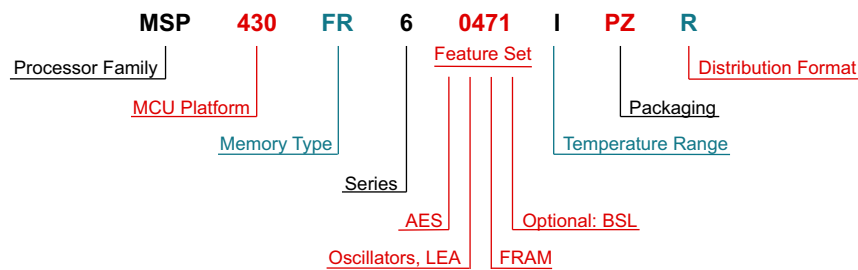 MSP 430 FR 6 0471 I PZ R
Processor Family
Feature Set
Distribution Format
MCU Platform
Packaging
Memory Type
Temperature Range
Series
AES
Optional: BSL
Oscillators, LEA
FRAM